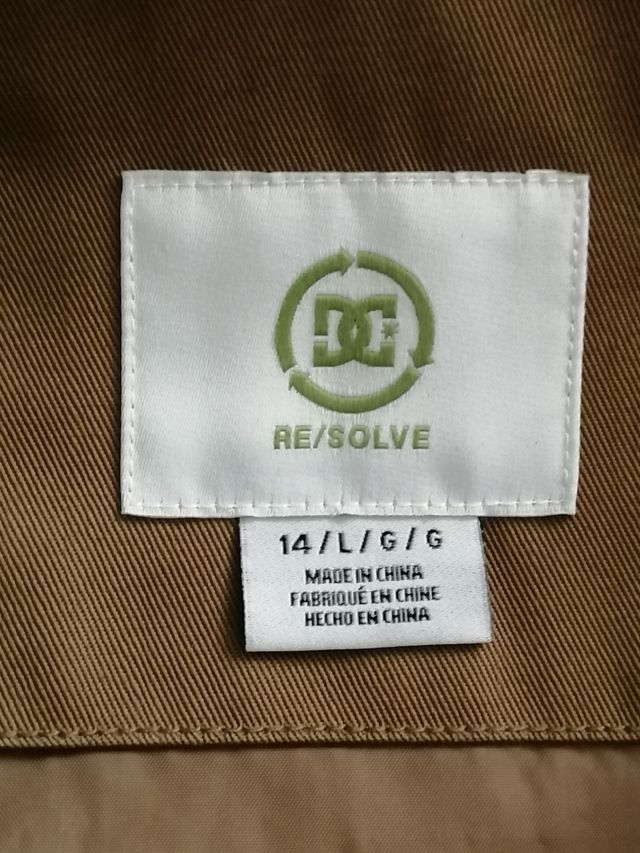 DC
RE/SOLVE
14/L/G/G
MADE IN CHINA
FABRIQUÉ EN CHINE
HECHO EN CHINA